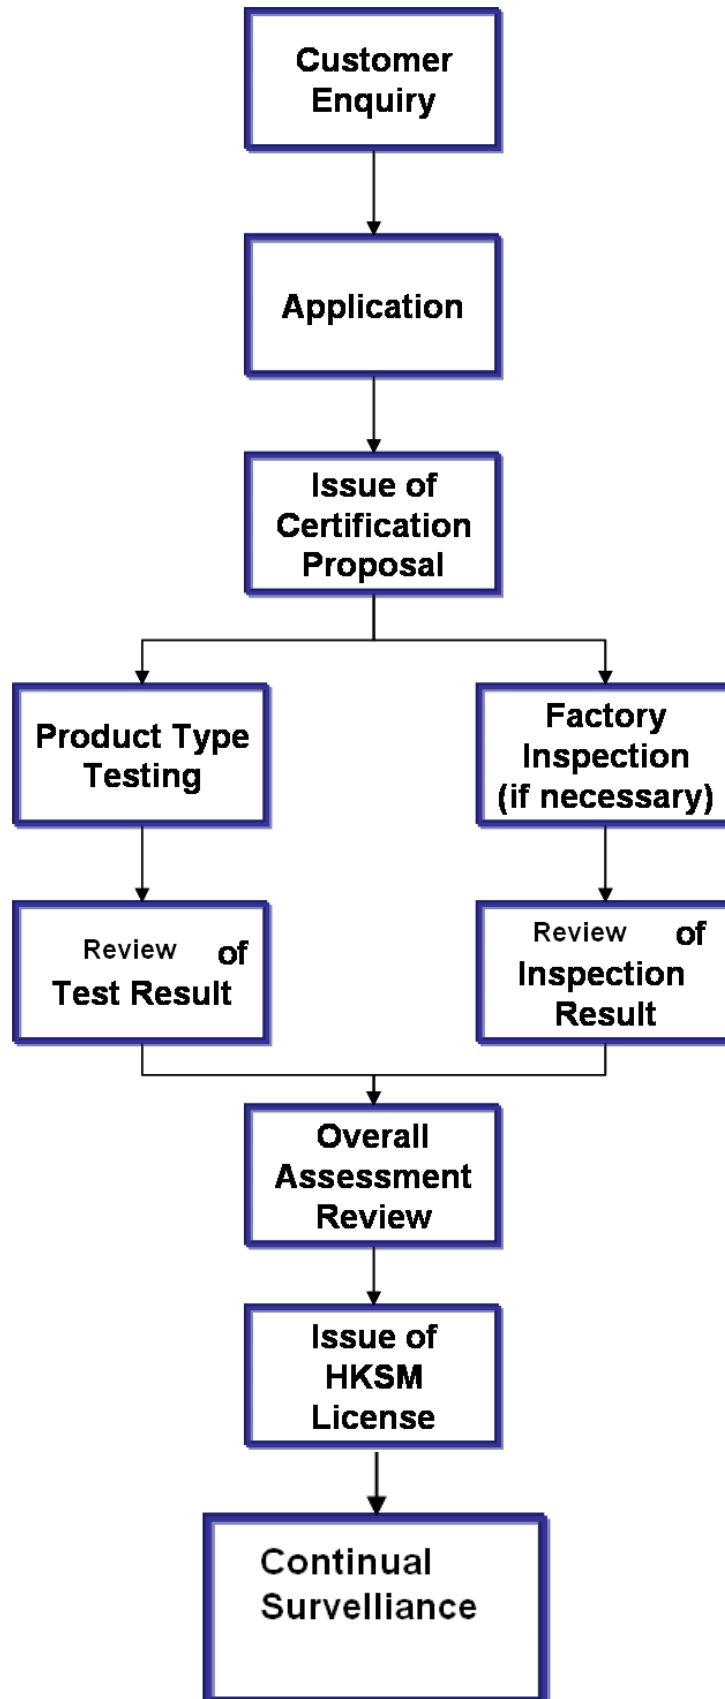 Customer
Enquiry
Application
Issue of
Certification
Proposal
Product Type
Testing
Factory
Inspection
(if necessary)
Review of
Test Result
Review of
Inspection
Result
Overall
Assessment
Review
Issue of
HKSM
License
Continual
Survelliance